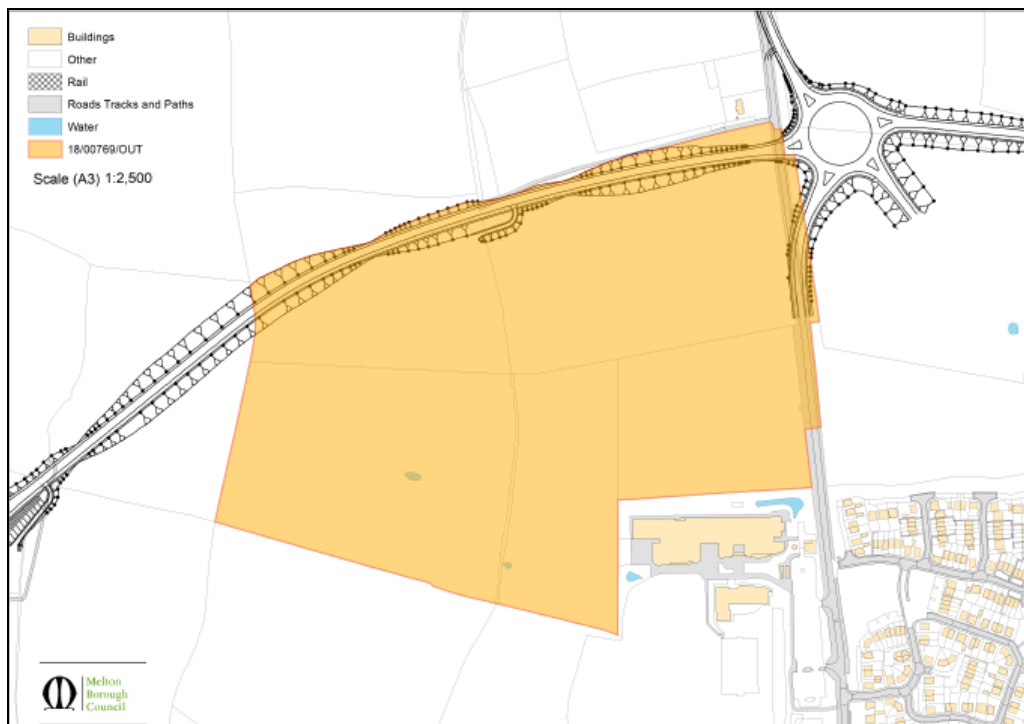 Buildings
Other
Rail
Roads Tracks and Paths
Water
18/00769/OUT
Scale (A3) 1:2,500
Melton
Borough
Council